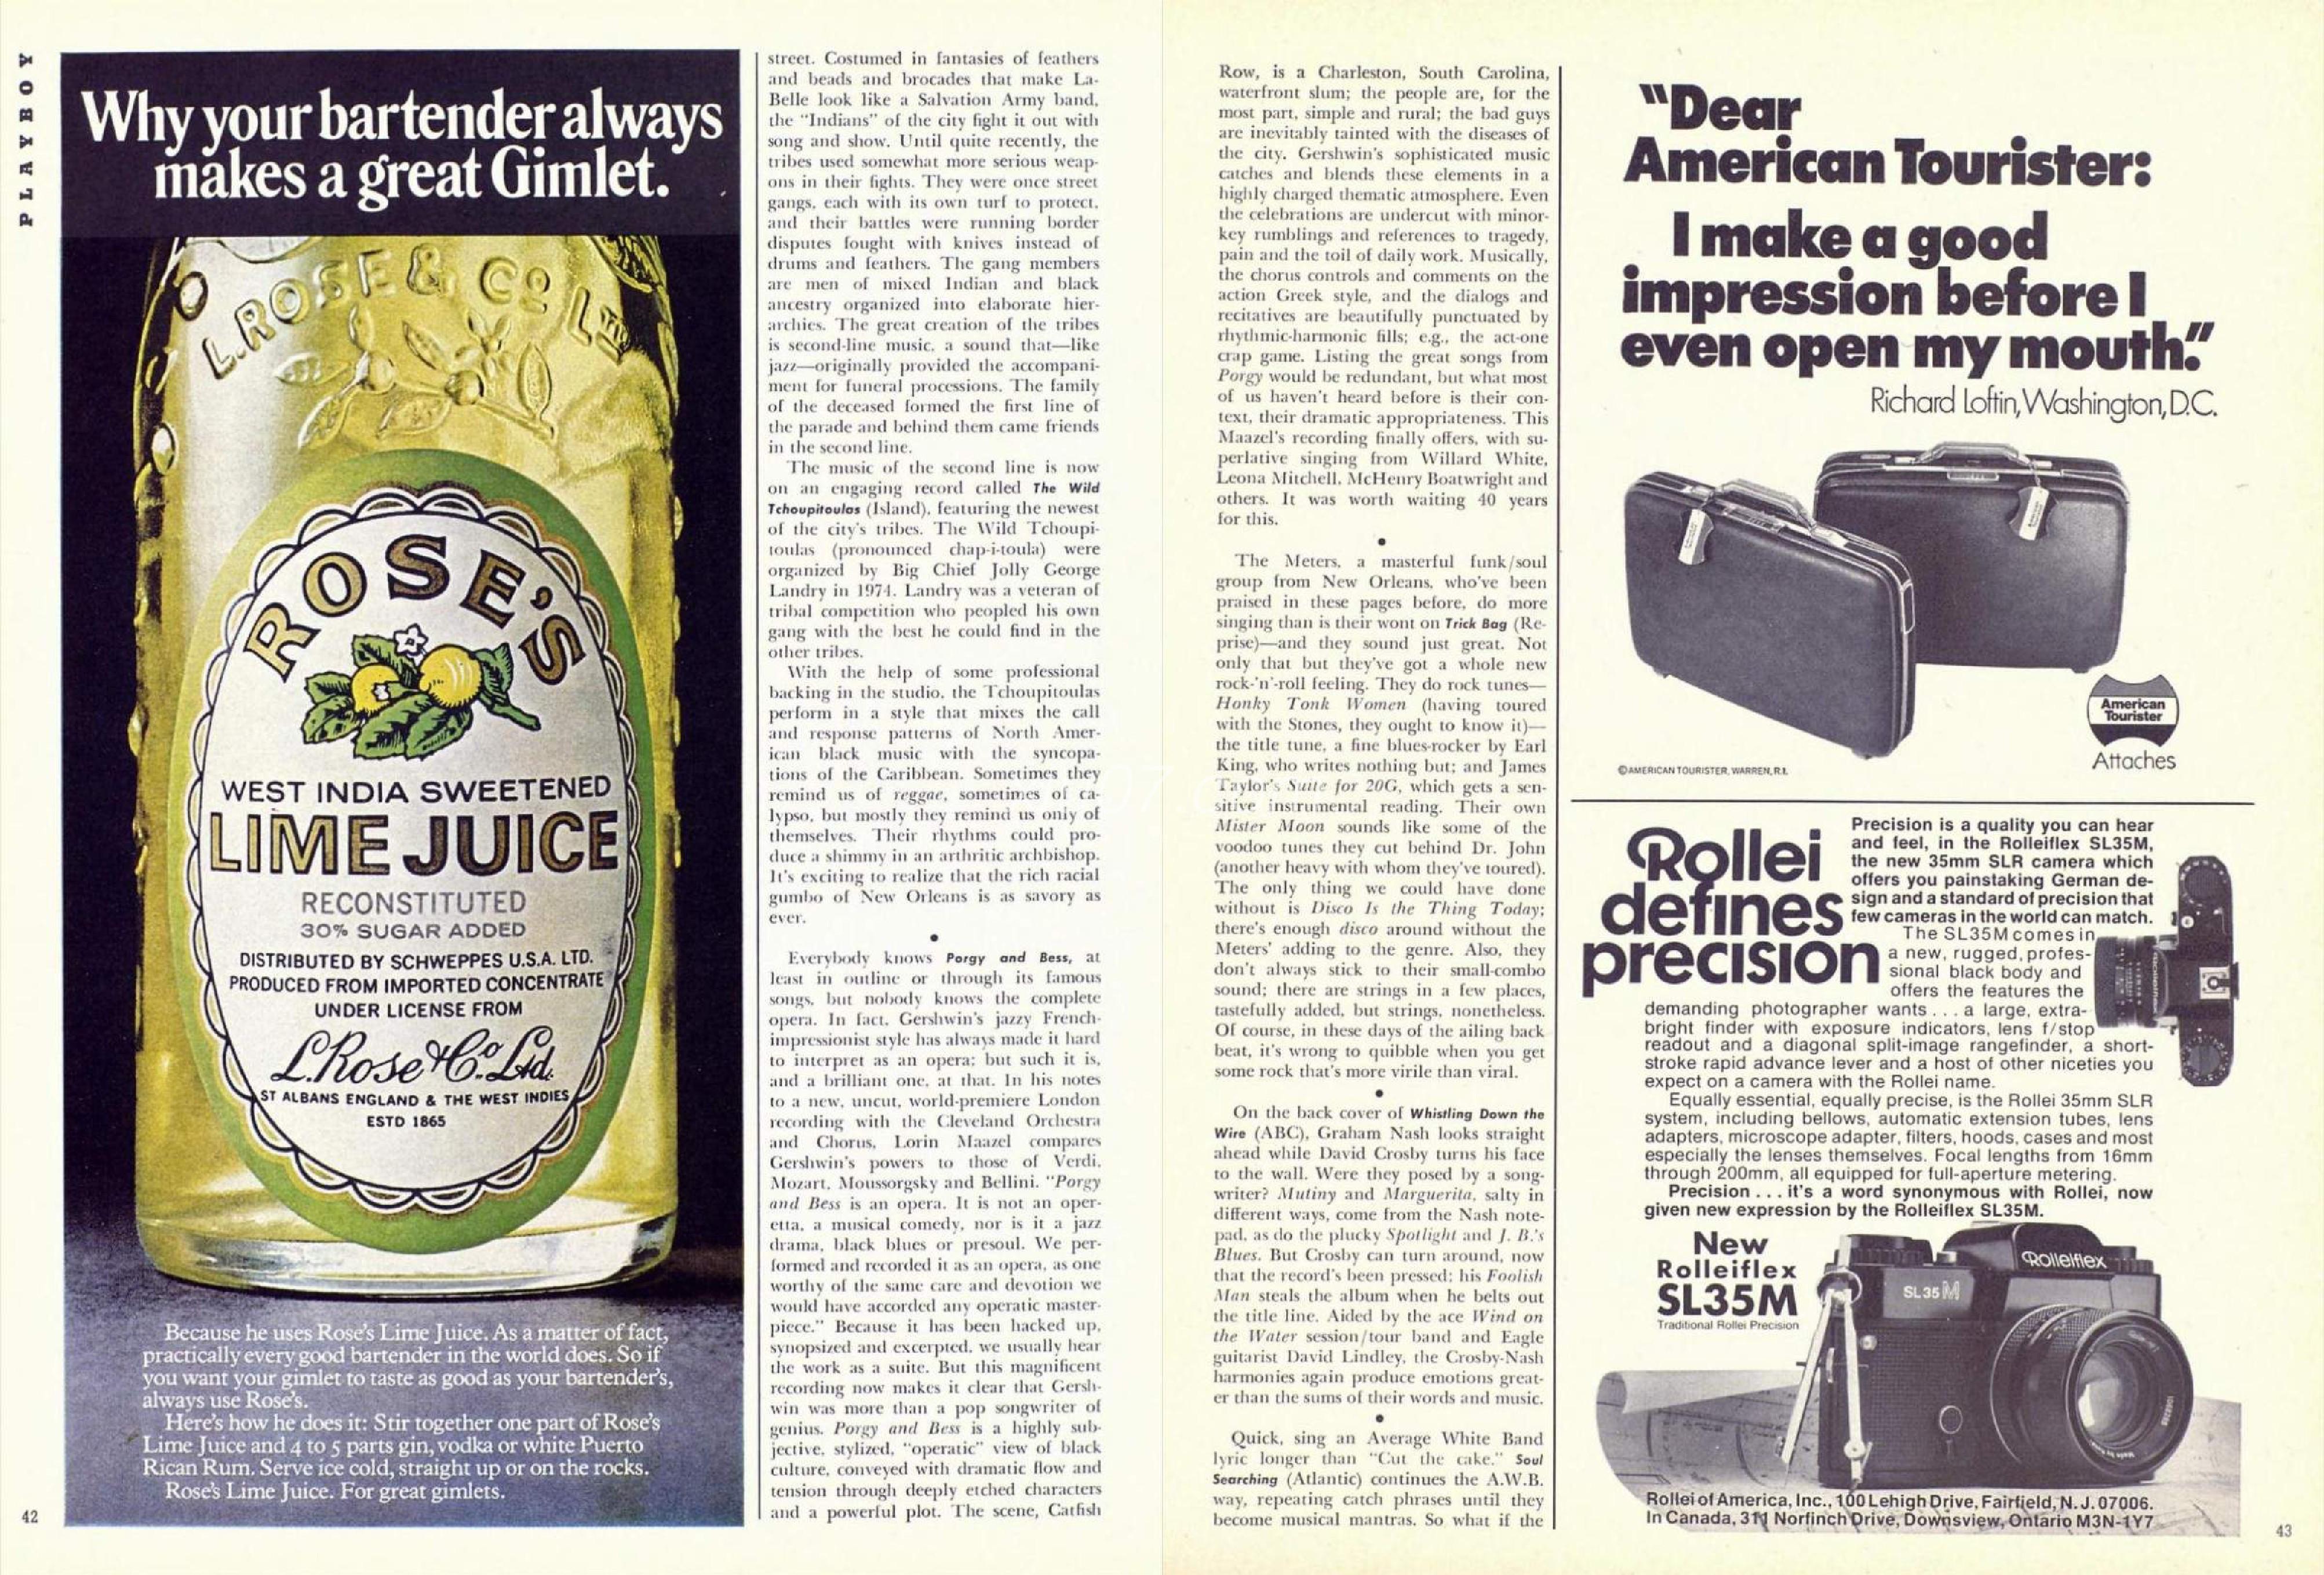 PLAYBOY
Why your bartender always
makes a great Gimlet.
L. ROSE & Co LTD
ROSE'S
WEST INDIA SWEETENED
LIME JUICE
RECONSTITUTED
30% SUGAR ADDED
DISTRIBUTED BY SCHWEPPES U.S.A. LTD.
PRODUCED FROM IMPORTED CONCENTRATE
UNDER LICENSE FROM
L. Rose & Co. Ltd.
ST ALBANS ENGLAND & THE WEST INDIES
ESTD 1865
Because he uses Rose's Lime Juice. As a matter of fact,
practically every good bartender in the world does. So if
you want your gimlet to taste as good as your bartender's,
always use Rose's.
Here's how he does it: Stir together one part of Rose's
Lime Juice and 4 to 5 parts gin, vodka or white Puerto
Rican Rum. Serve ice cold, straight up or on the rocks.
Rose's Lime Juice. For great gimlets.
42
street. Costumed in fantasies of feathers
and beads and brocades that make La-
Belle look like a Salvation Army band,
the "Indians" of the city fight it out with
song and show. Until quite recently, the
tribes used somewhat more serious weap-
ons in their fights. They were once street
gangs, each with its own turf to protect,
and their battles were running border
disputes fought with knives instead of
drums and feathers. The gang members
are men of mixed Indian and black
ancestry organized into elaborate hier-
archies. The great creation of the tribes
is second-line music, a sound that—like
jazz—originally provided the accompani-
ment for funeral processions. The family
of the deceased formed the first line of
the parade and behind them came friends
in the second line.
The music of the second line is now
on an engaging record called The Wild
Tchoupitoulas (Island), featuring the newest
of the city's tribes. The Wild Tchoupi-
toulas (pronounced chap-i-toula) were
organized by Big Chief Jolly George
Landry in 1974. Landry was a veteran of
tribal competition who peopled his own
gang with the best he could find in the
other tribes.
With the help of some professional
backing in the studio, the Tchoupitoulas
perform in a style that mixes the call
and response patterns of North Amer-
ican black music with the syncopa-
tions of the Caribbean. Sometimes they
remind us of reggae, sometimes of ca-
lypso, but mostly they remind us only of
themselves. Their rhythms could pro-
duce a shimmy in an arthritic archbishop.
It's exciting to realize that the rich racial
gumbo of New Orleans is as savory as
ever.
•
Everybody knows Porgy and Bess, at
least in outline or through its famous
songs, but nobody knows the complete
opera. In fact, Gershwin's jazzy French-
impressionist style has always made it hard
to interpret as an opera; but such it is,
and a brilliant one, at that. In his notes
to a new, uncut, world-premiere London
recording with the Cleveland Orchestra
and Chorus, Lorin Maazel compares
Gershwin's powers to those of Verdi,
Mozart, Moussorgsky and Bellini. "Porgy
and Bess is an opera. It is not an oper-
etta, a musical comedy, nor is it a jazz
drama, black blues or presoul. We per-
formed and recorded it as an opera, as one
worthy of the same care and devotion we
would have accorded any operatic master-
piece." Because it has been hacked up,
synopsized and excerpted, we usually hear
the work as a suite. But this magnificent
recording now makes it clear that Gersh-
win was more than a pop songwriter of
genius. Porgy and Bess is a highly sub-
jective, stylized, "operatic" view of black
culture, conveyed with dramatic flow and
tension through deeply etched characters
and a powerful plot. The scene, Catfish
Row, is a Charleston, South Carolina,
waterfront slum; the people are, for the
most part, simple and rural; the bad guys
are inevitably tainted with the diseases of
the city. Gershwin's sophisticated music
catches and blends these elements in a
highly charged thematic atmosphere. Even
the celebrations are undercut with minor-
key rumblings and references to tragedy,
pain and the toil of daily work. Musically,
the chorus controls and comments on the
action Greek style, and the dialogs and
recitatives are beautifully punctuated by
rhythmic-harmonic fills; e.g., the act-one
crap game. Listing the great songs from
Porgy would be redundant, but what most
of us haven't heard before is their con-
text, their dramatic appropriateness. This
Maazel's recording finally offers, with su-
perlative singing from Willard White,
Leona Mitchell, McHenry Boatwright and
others. It was worth waiting 40 years
for this.
•
The Meters, a masterful funk/soul
group from New Orleans, who've been
praised in these pages before, do more
singing than is their wont on Trick Bag (Re-
prise)—and they sound just great. Not
only that but they've got a whole new
rock-'n'-roll feeling. They do rock tunes—
Honky Tonk Women (having toured
with the Stones, they ought to know it)—
the title tune, a fine blues-rocker by Earl
King, who writes nothing but; and James
Taylor's Suite for 20G, which gets a sen-
sitive instrumental reading. Their own
Mister Moon sounds like some of the
voodoo tunes they cut behind Dr. John
(another heavy with whom they've toured).
The only thing we could have done
without is Disco Is the Thing Today;
there's enough disco around without the
Meters' adding to the genre. Also, they
don't always stick to their small-combo
sound; there are strings in a few places,
tastefully added, but strings, nonetheless.
Of course, in these days of the ailing back
beat, it's wrong to quibble when you get
some rock that's more virile than viral.
•
On the back cover of Whistling Down the
Wire (ABC), Graham Nash looks straight
ahead while David Crosby turns his face
to the wall. Were they posed by a song-
writer? Mutiny and Marguerita, salty in
different ways, come from the Nash note-
pad, as do the plucky Spotlight and J. B.'s
Blues. But Crosby can turn around, now
that the record's been pressed; his Foolish
Man steals the album when he belts out
the title line. Aided by the ace Wind on
the Water session/tour band and Eagle
guitarist David Lindley, the Crosby-Nash
harmonies again produce emotions great-
er than the sums of their words and music.
•
Quick, sing an Average White Band
lyric longer than "Cut the cake." Soul
Searching (Atlantic) continues the A.W.B.
way, repeating catch phrases until they
become musical mantras. So what if the
"Dear
American Tourister:
I make a good
impression before I
even open my mouth."
Richard Loftin, Washington, D.C.
American
Tourister
Attaches
©AMERICAN TOURISTER, WARREN, R.I.
Rollei
defines
precision
Precision is a quality you can hear
and feel, in the Rolleiflex SL35M,
the new 35mm SLR camera which
offers you painstaking German de-
sign and a standard of precision that
few cameras in the world can match.
The SL35M comes in
a new, rugged, profes-
sional black body and
offers the features the
demanding photographer wants . . . a large, extra-
bright finder with exposure indicators, lens f/stop
readout and a diagonal split-image rangefinder, a short-
stroke rapid advance lever and a host of other niceties you
expect on a camera with the Rollei name.
Equally essential, equally precise, is the Rollei 35mm SLR
system, including bellows, automatic extension tubes, lens
adapters, microscope adapter, filters, hoods, cases and most
especially the lenses themselves. Focal lengths from 16mm
through 200mm, all equipped for full-aperture metering.
Precision . . . it's a word synonymous with Rollei, now
given new expression by the Rolleiflex SL35M.
New
Rolleiflex
SL35M
Traditional Rollei Precision
Rolleiflex
SL35M
Rollei of America, Inc., 100 Lehigh Drive, Fairfield, N.J. 07006.
In Canada, 311 Norfinch Drive, Downsview, Ontario M3N-1Y7
43